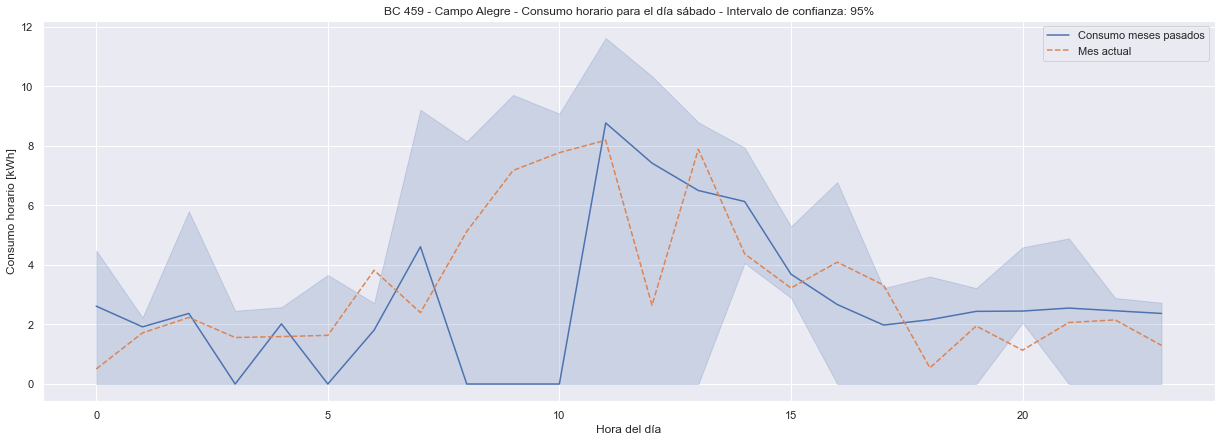 BC 459 - Campo Alegre - Consumo horario para el día sábado - Intervalo de confianza: 95%
Consumo meses pasados
Mes actual
Consumo horario [kWh]
12
10
8
6
4
2
0
0 5 10 15 20
Hora del día